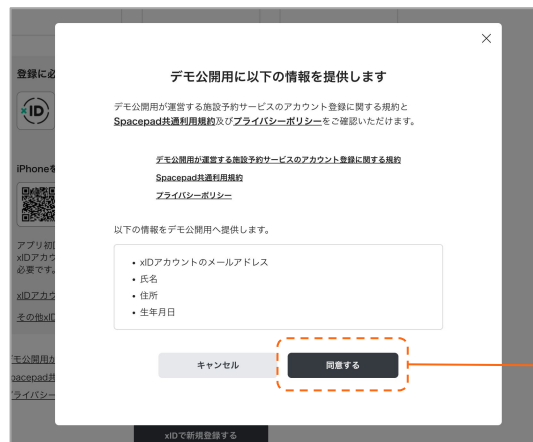 登録に必
デモ公開用に以下の情報を提供します
デモ公開用が運営する施設予約サービスのアカウント登録に関する規約と
Spacepad共通利用規約及びプライバシーポリシーをご確認いただけます。
xID
デモ公開用が運営する施設予約サービスのアカウント登録に関する規約
Spacepad共通利用規約
プライバシーポリシー
iPhoneを
以下の情報をデモ公開用へ提供します。
アプリ初
xIDアカウ
必要です。
• xIDアカウントのメールアドレス
• 氏名
• 住所
• 生年月日
xIDアカウ
その他xID
キャンセル
同意する
デモ公開用が
pacepad共
プライバシー
xIDで新規登録する